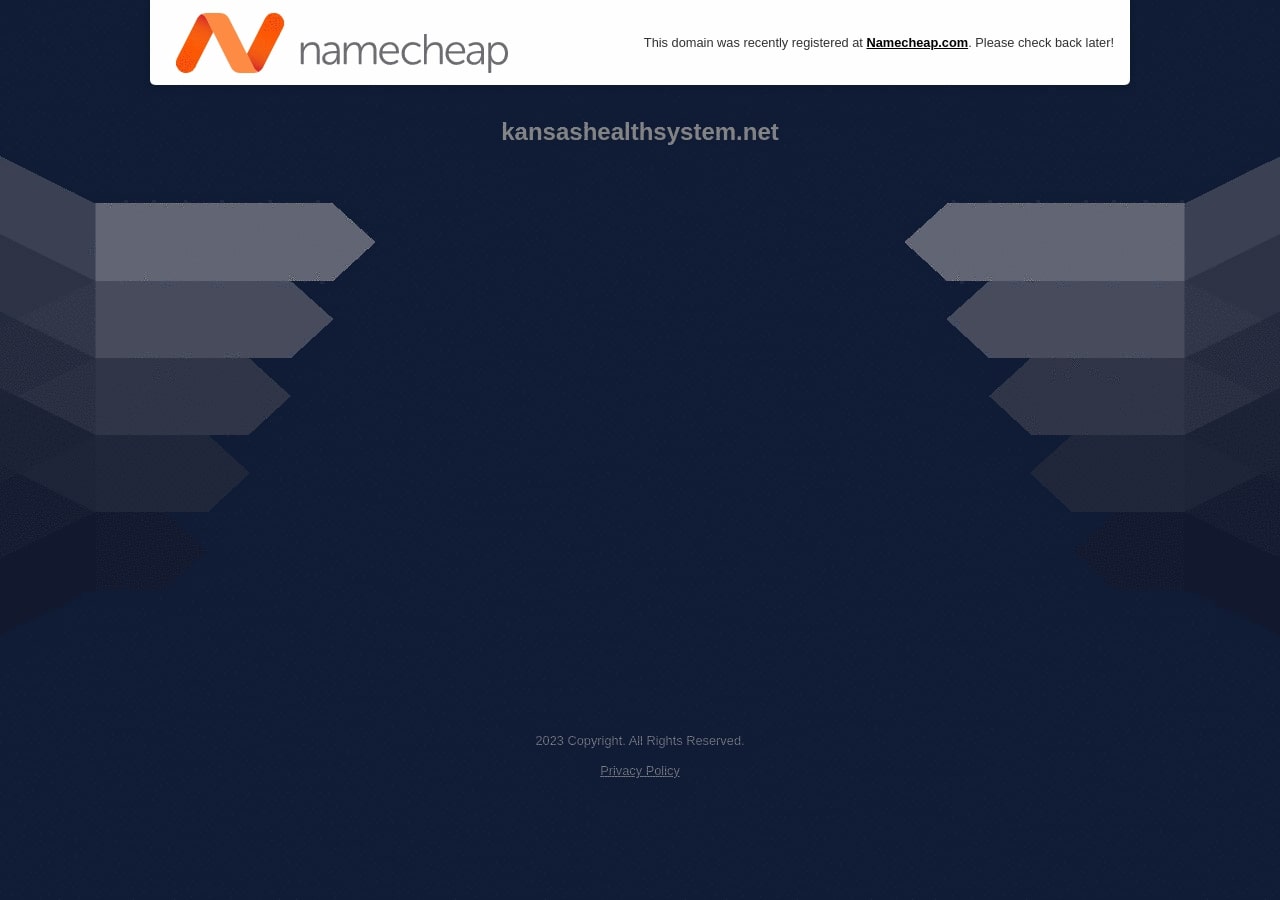 namecheap
This domain was recently registered at Namecheap.com. Please check back later!
kansashealthsystem.net
2023 Copyright. All Rights Reserved.
Privacy Policy